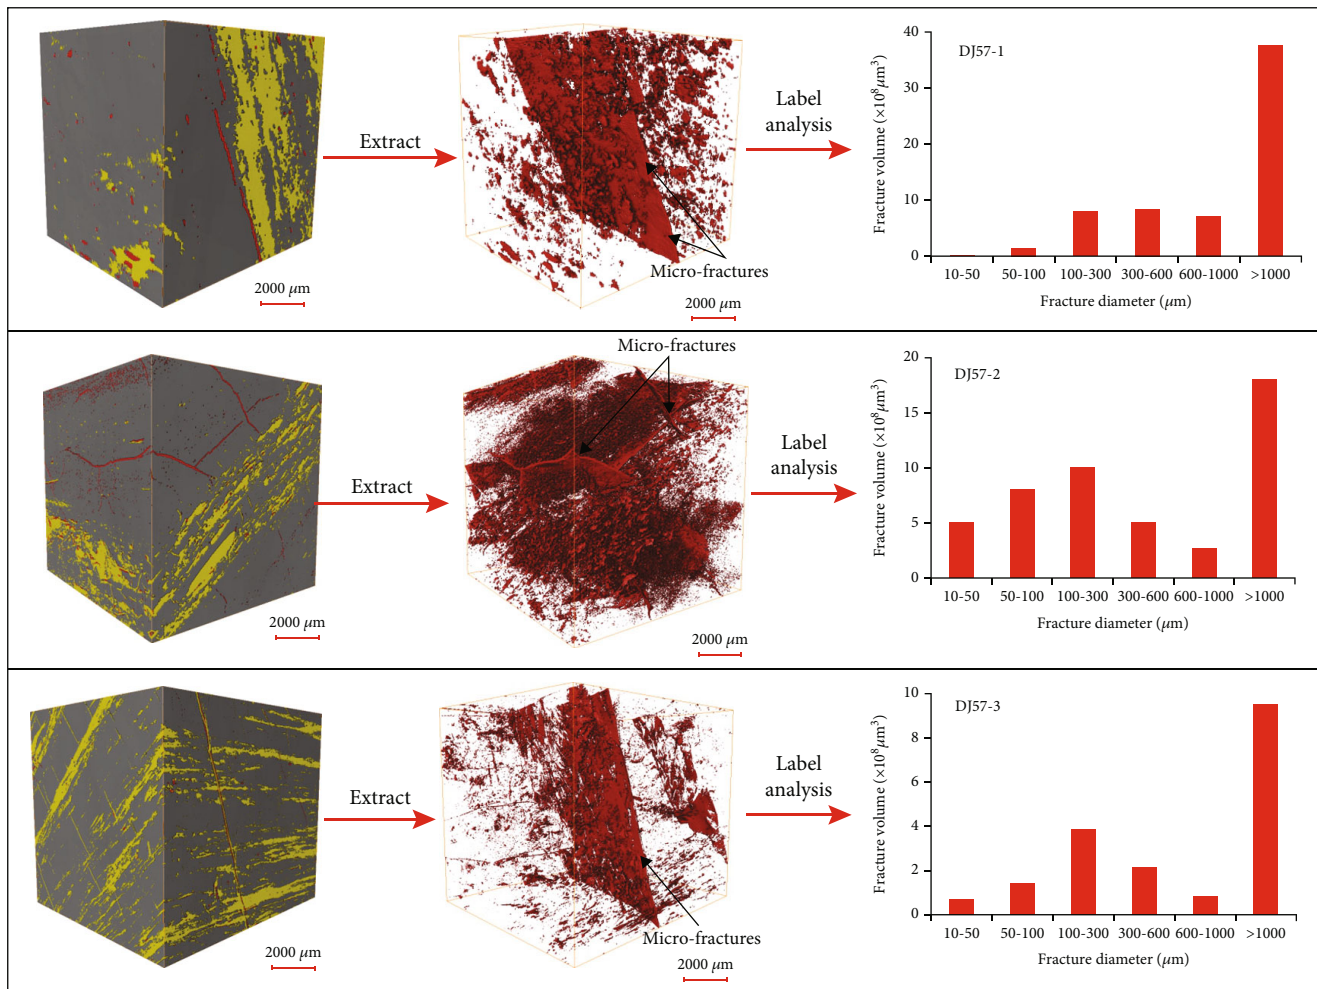 2000 μm
Extract
Micro-fractures
2000 μm
Label
analysis
DJ57-1
Fracture volume (×10⁸μm³)
40
30
20
10
0
10-50 50-100 100-300 300-600 600-1000 >1000
Fracture diameter (μm)
2000 μm
Extract
Micro-fractures
2000 μm
Label
analysis
DJ57-2
Fracture volume (×10⁸μm³)
20
15
10
5
0
10-50 50-100 100-300 300-600 600-1000 >1000
Fracture diameter (μm)
2000 μm
Extract
Micro-fractures
2000 μm
Label
analysis
DJ57-3
Fracture volume (×10⁸μm³)
10
8
6
4
2
0
10-50 50-100 100-300 300-600 600-1000 >1000
Fracture diameter (μm)